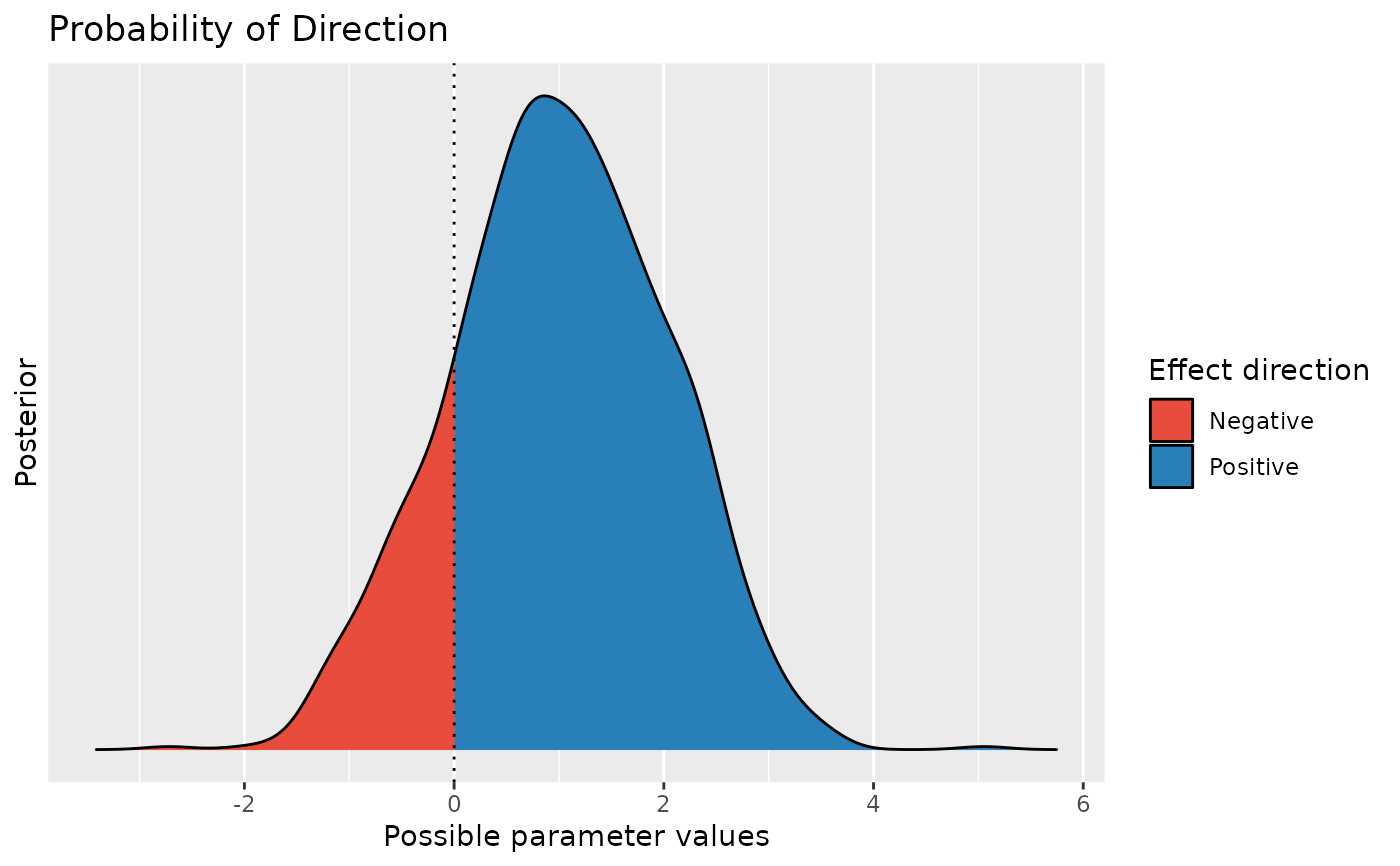 Probability of Direction
Posterior
-2 0 2 4 6
Possible parameter values
Effect direction
Negative
Positive